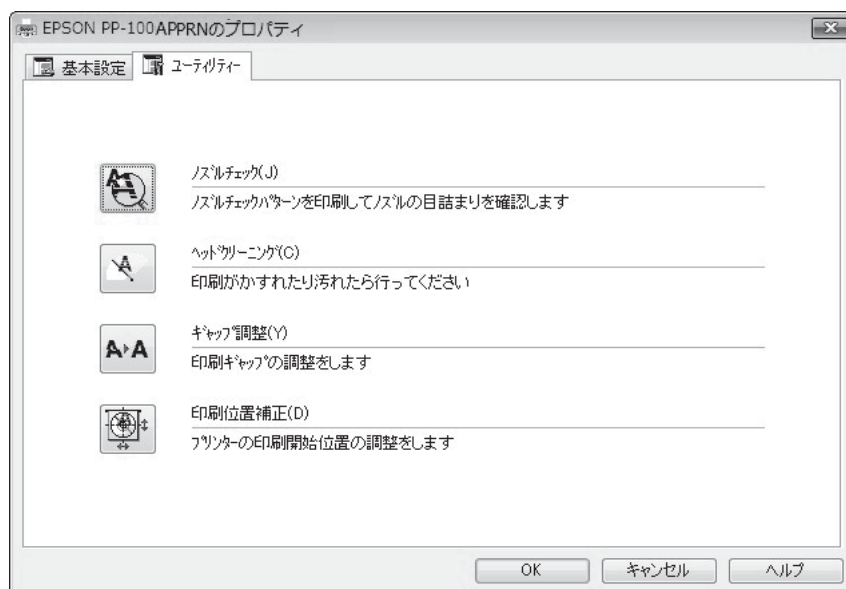 EPSON PP-100APPRNのプロパティ
基本設定 ユーティリティー
ノズルチェック(J)
ノズルチェックパターンを印刷してノズルの目詰まりを確認します
ヘッドクリーニング(C)
印刷がかすれたり汚れたら行ってください
ギャップ調整(Y)
印刷ギャップの調整をします
印刷位置補正(D)
プリンターの印刷開始位置の調整をします
OK キャンセル ヘルプ